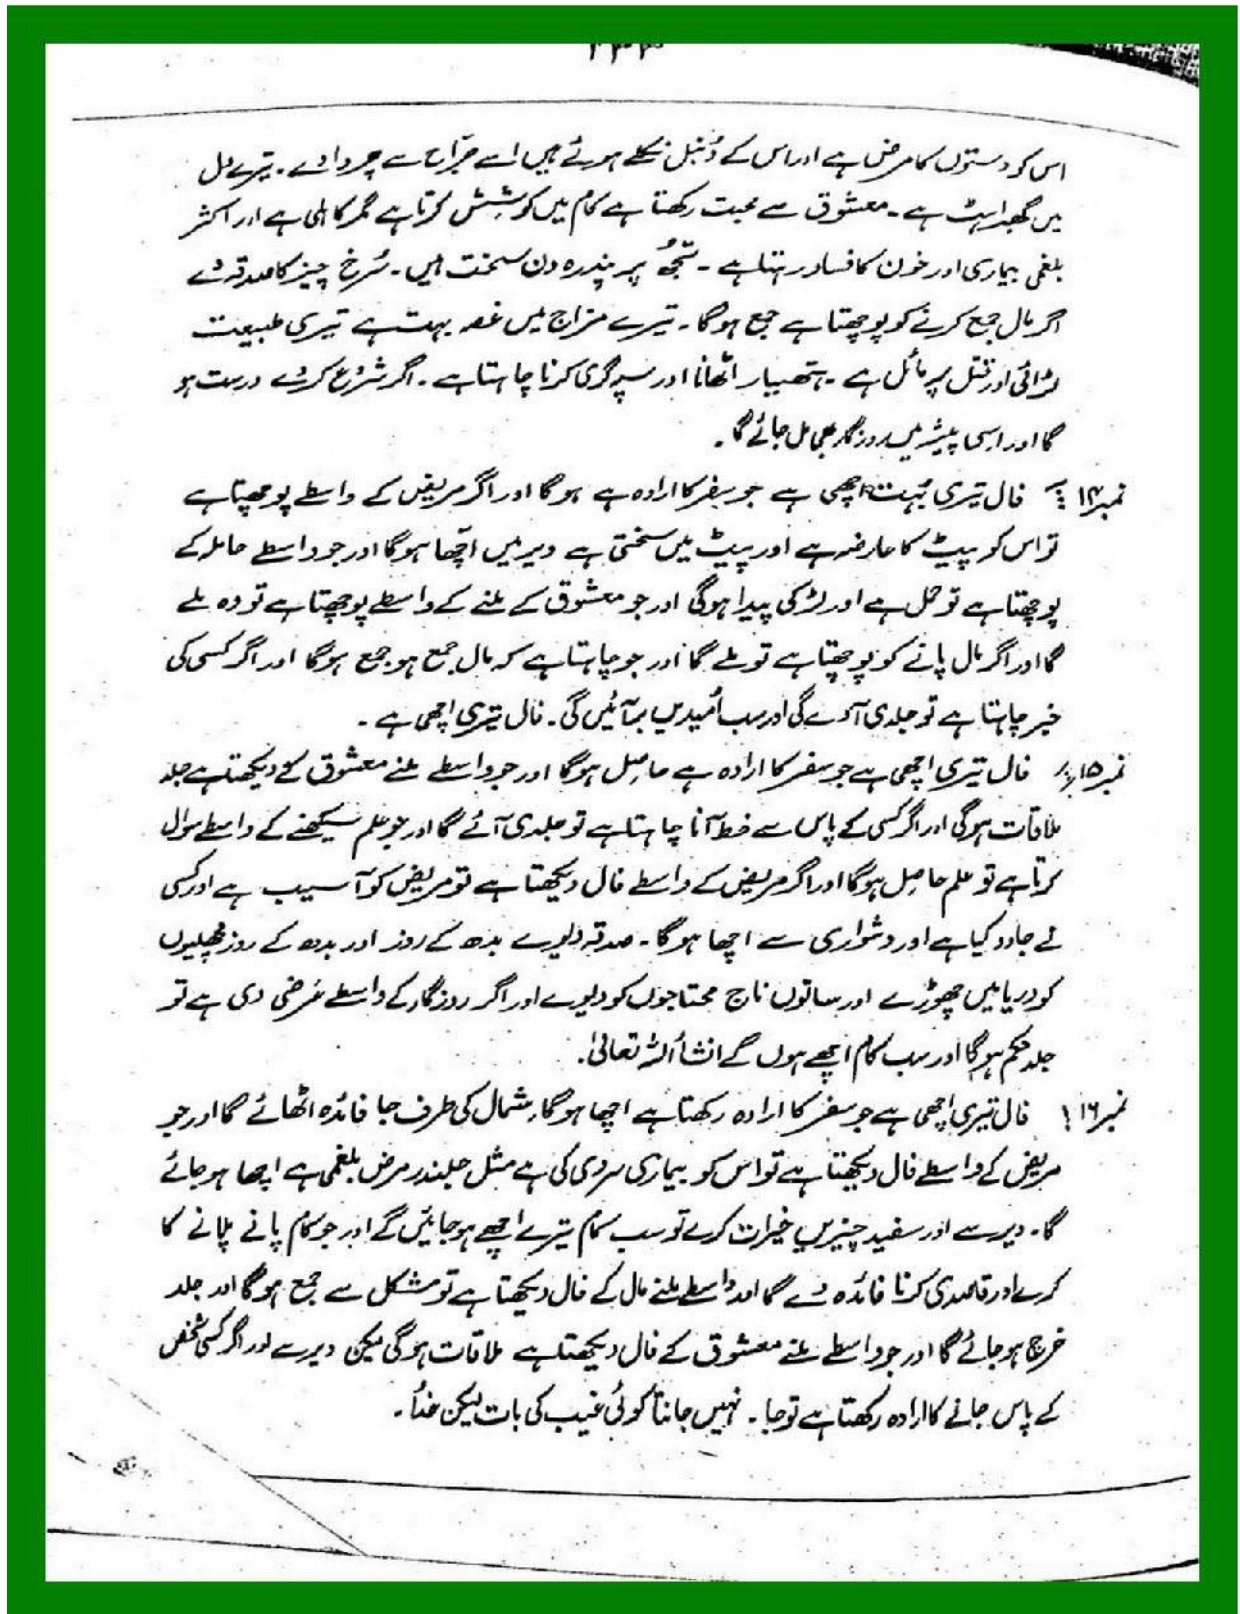 اس کو دستوں کا مرض ہے اور اس کے دُنبل نکلے ہوئے ہیں اسے جرّاح سے چروا دے۔ تیرے دل
میں گھبراہٹ ہے۔ معشوق سے محبت رکھتا ہے کام میں کوشش کرتا ہے مگر کاہلی ہے اور اکثر
بلغمی بیماری اور خون کا فساد رہتا ہے۔ تجھُ پر پندرہ دن سخت ہیں۔ سُرخ چیز کا صدقہ دے
اگر مال جمع کرنے کو پوچھتا ہے جمع ہوگا۔ تیرے مزاج میں غصہ بہت ہے تیری طبیعت
لڑائی اور قتل پر مائل ہے۔ ہتھیار اٹھانا اور سپہ گری کرنا چاہتا ہے۔ اگر شروع کرے درست ہو
گا اور اسی پیشہ میں روزگار بھی مل جائے گا۔
نمبر ۱۴ فال تیری بہت اچھی ہے جو سفر کا ارادہ ہے ہوگا اور اگر مریض کے واسطے پوچھتا ہے
تو اس کو پیٹ کا عارضہ ہے اور پیٹ میں سختی ہے دیر میں اچھا ہوگا اور جو واسطے حاملہ کے
پوچھتا ہے تو حمل ہے اور لڑکی پیدا ہوگی اور جو معشوق کے ملنے کے واسطے پوچھتا ہے تو وہ ملے
گا اور اگر مال پانے کو پوچھتا ہے تو ملے گا اور جو چاہتا ہے کہ مال جمع ہو جمع ہوگا اور اگر کسی کی
خبر چاہتا ہے تو جلدی آوے گی اور سب اُمیدیں برآئیں گی۔ فال تیری اچھی ہے۔
نمبر ۱۵ فال تیری اچھی ہے جو سفر کا ارادہ ہے حاصل ہوگا اور جو واسطے ملنے معشوق کے دیکھتا ہے جلد
ملاقات ہوگی اور اگر کسی کے پاس سے خط آنا چاہتا ہے تو جلدی آئے گا اور جو علم سیکھنے کے واسطے سوال
کرتا ہے تو علم حاصل ہوگا اور اگر مریض کے واسطے فال دیکھتا ہے تو مریض کو آسیب ہے اور کسی
نے جادو کیا ہے اور دشواری سے اچھا ہوگا۔ صدقہ دلوے بدھ کے روز اور بدھ کے روز مچھلیوں
کو دریا میں چھوڑے اور ساتوں ناج محتاجوں کو دلوے اور اگر روزگار کے واسطے عرضی دی ہے تو
جلد حکم ہوگا اور سب کام اچھے ہوں گے انشاء اللہ تعالیٰ۔
نمبر ۱۶ فال تیری اچھی ہے جو سفر کا ارادہ رکھتا ہے اچھا ہوگا شمال کی طرف جا فائدہ اٹھائے گا اور جو
مریض کے واسطے فال دیکھتا ہے تو اس کو بیماری سردی کی ہے مثل جلندر مرض بلغمی ہے اچھا ہو جائے
گا۔ دیر سے اور سفید چیزیں خیرات کرے تو سب کام تیرے اچھے ہو جائیں گے اور جو کام پانے پلانے کا
کرے اور قاصدی کرنا فائدہ دے گا اور واسطے ملنے مال کے فال دیکھتا ہے تو مشکل سے جمع ہوگا اور جلد
خرچ ہو جائے گا اور جو واسطے ملنے معشوق کے فال دیکھتا ہے ملاقات ہوگی لیکن دیر سے اور اگر کسی شخص
کے پاس جانے کا ارادہ رکھتا ہے تو جا۔ نہیں جانتا کوئی غیب کی بات لیکن خدُا۔